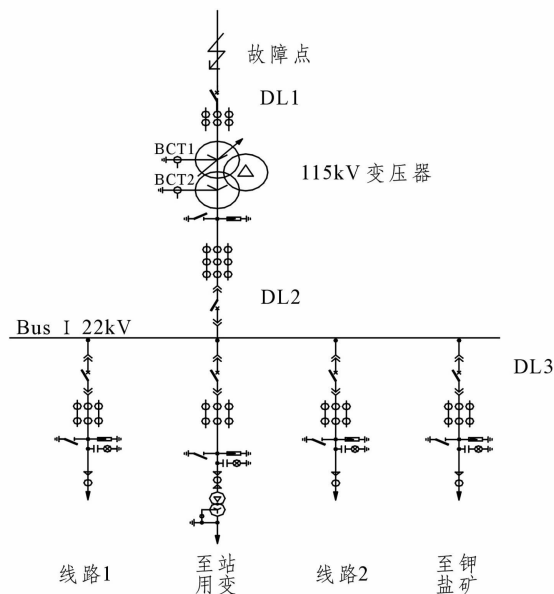 故障点
DL1
BCT1
BCT2
115kV 变压器
DL2
Bus Ⅰ 22kV
DL3
线路1
至站
用变
线路2
至钾
盐矿